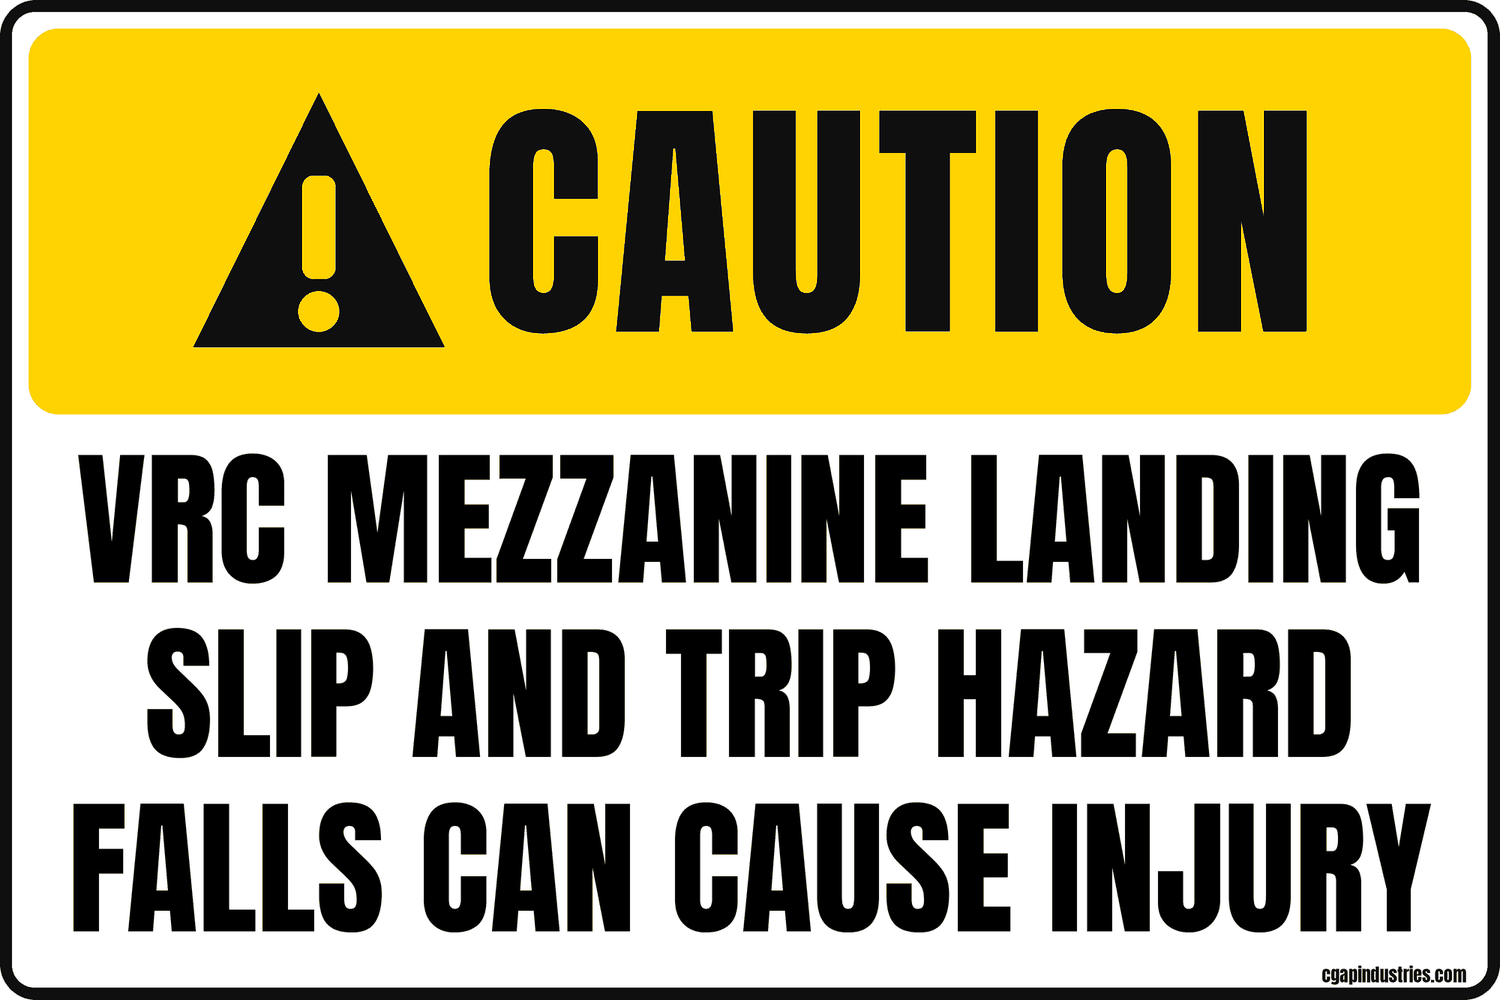 CAUTION
VRC MEZZANINE LANDING
SLIP AND TRIP HAZARD
FALLS CAN CAUSE INJURY
cgapindustries.com